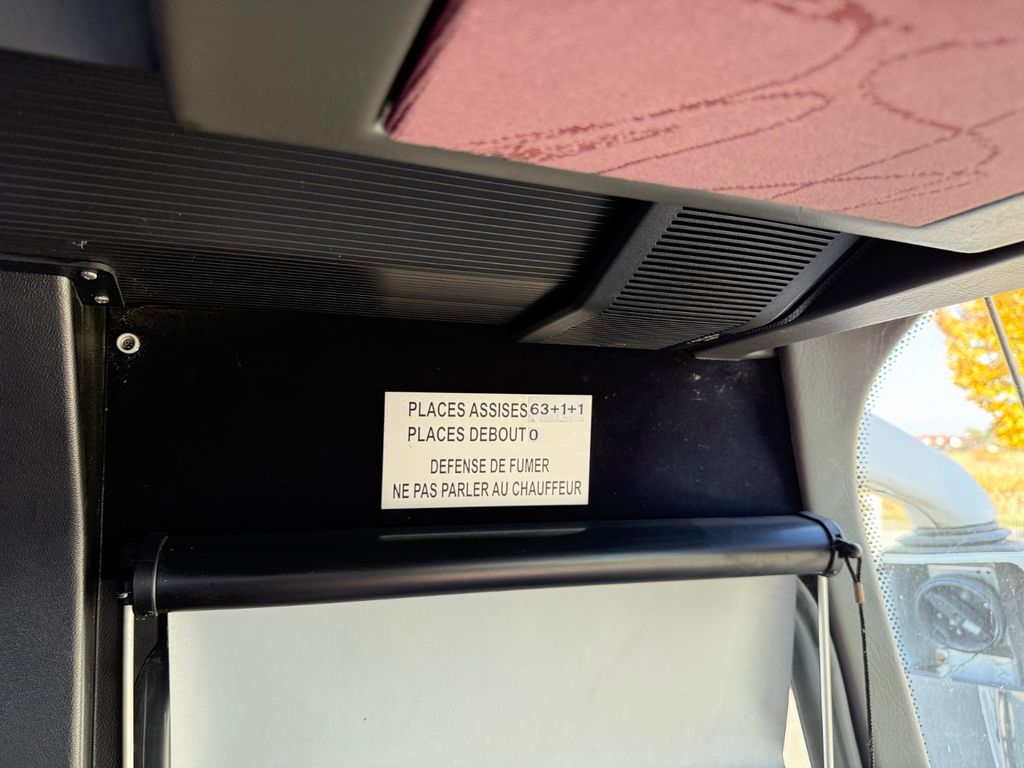 PLACES ASSISES 63+1+1
PLACES DEBOUT 0
DEFENSE DE FUMER
NE PAS PARLER AU CHAUFFEUR